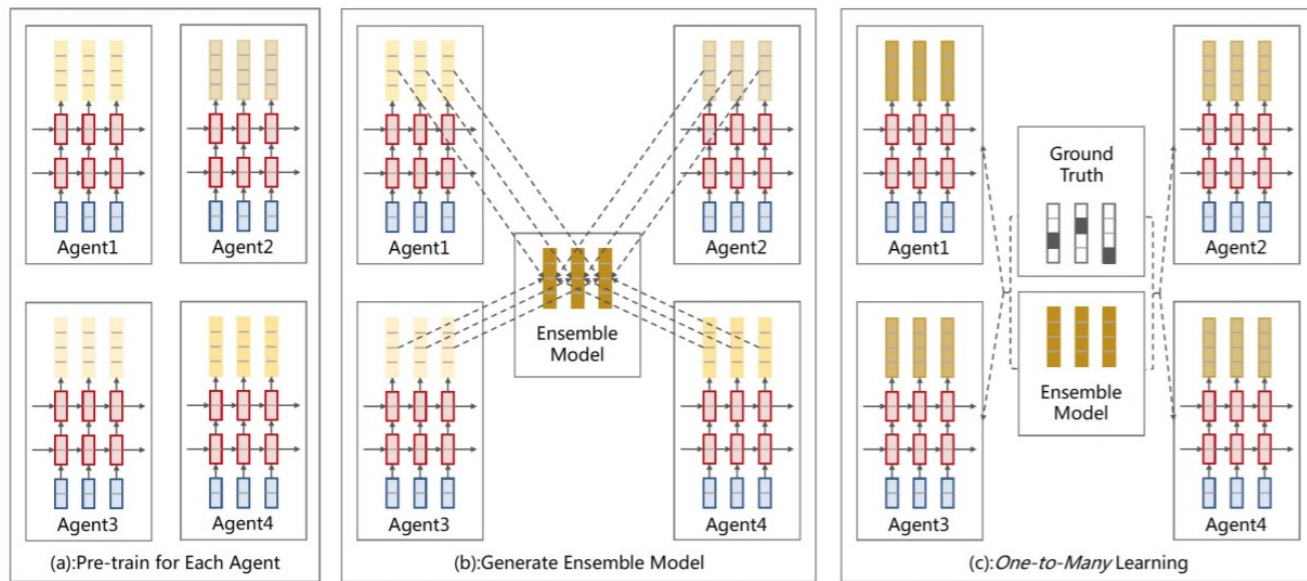 Agent1
Agent2
Agent3
Agent4
(a):Pre-train for Each Agent
Agent1
Agent2
Ensemble
Model
Agent3
Agent4
(b):Generate Ensemble Model
Agent1
Ground
Truth
Agent2
Ensemble
Model
Agent3
Agent4
(c):One-to-Many Learning